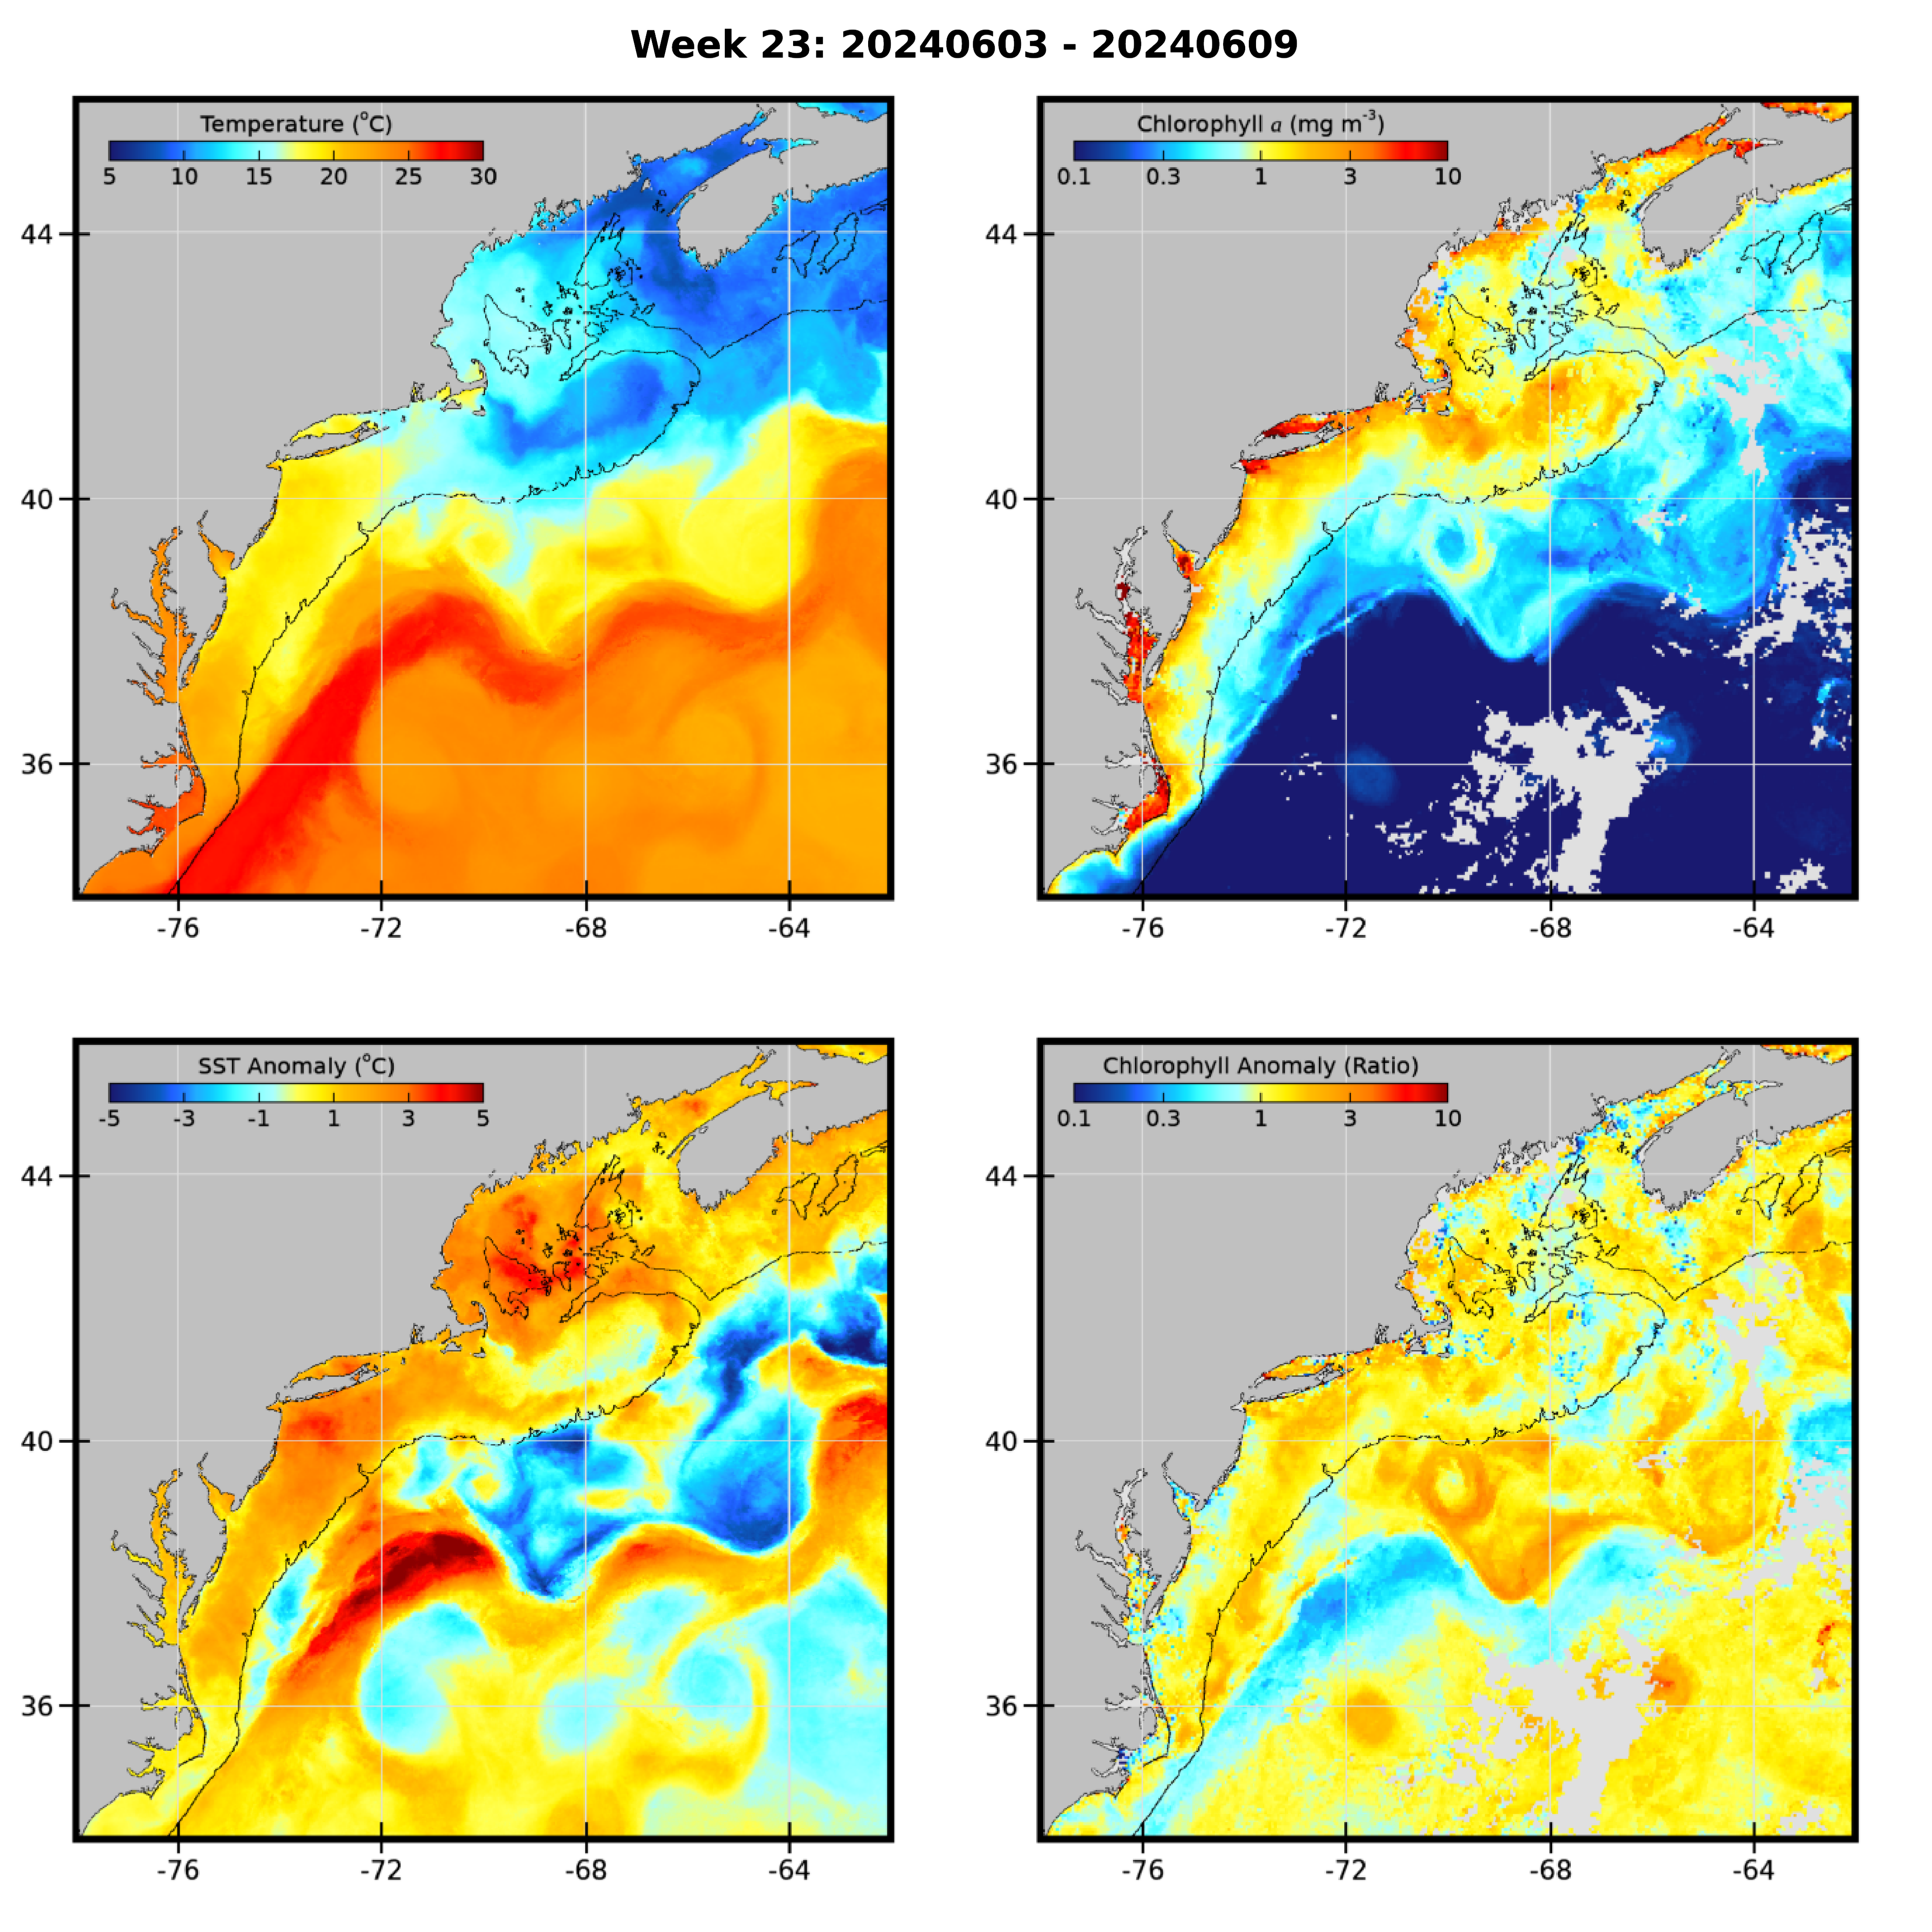 Week 23: 20240603 - 20240609
Temperature (°C)
5 10 15 20 25 30
44
40
36
-76 -72 -68 -64
Chlorophyll a (mg m⁻³)
0.1 0.3 1 3 10
44
40
36
-76 -72 -68 -64
SST Anomaly (°C)
-5 -3 -1 1 3 5
44
40
36
-76 -72 -68 -64
Chlorophyll Anomaly (Ratio)
0.1 0.3 1 3 10
44
40
36
-76 -72 -68 -64